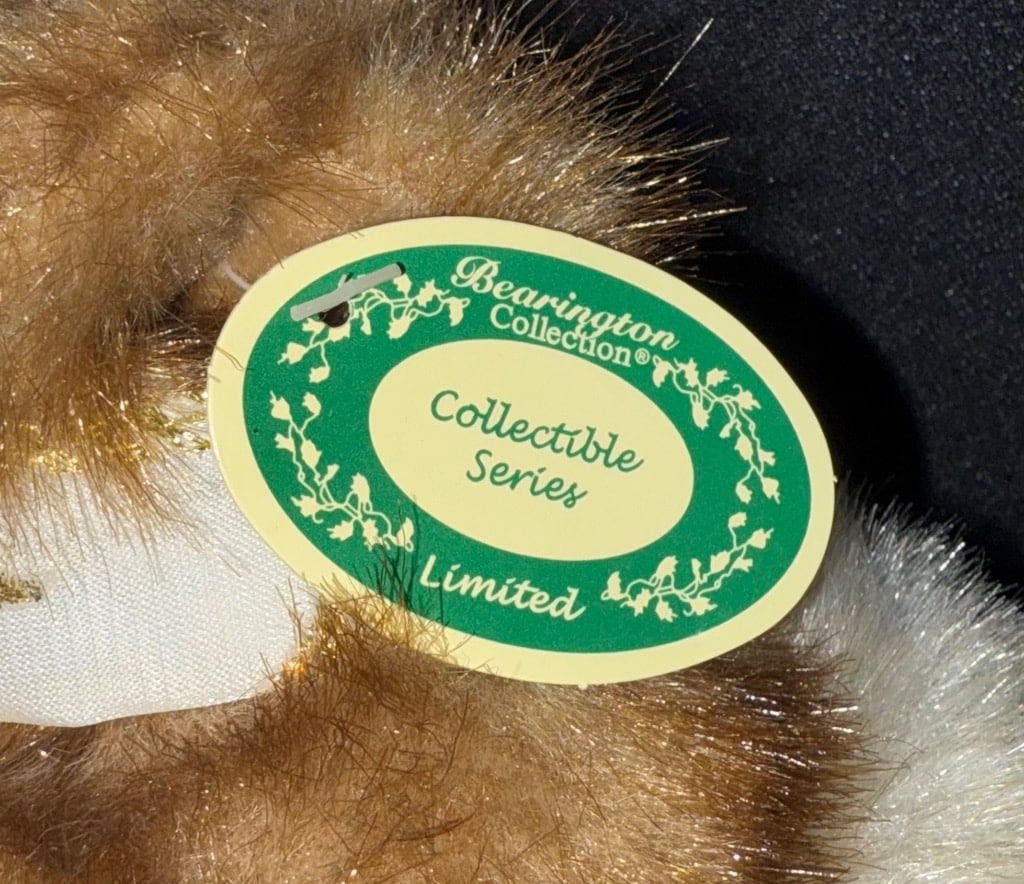 Bearington
Collection®
Collectible
Series
Limited